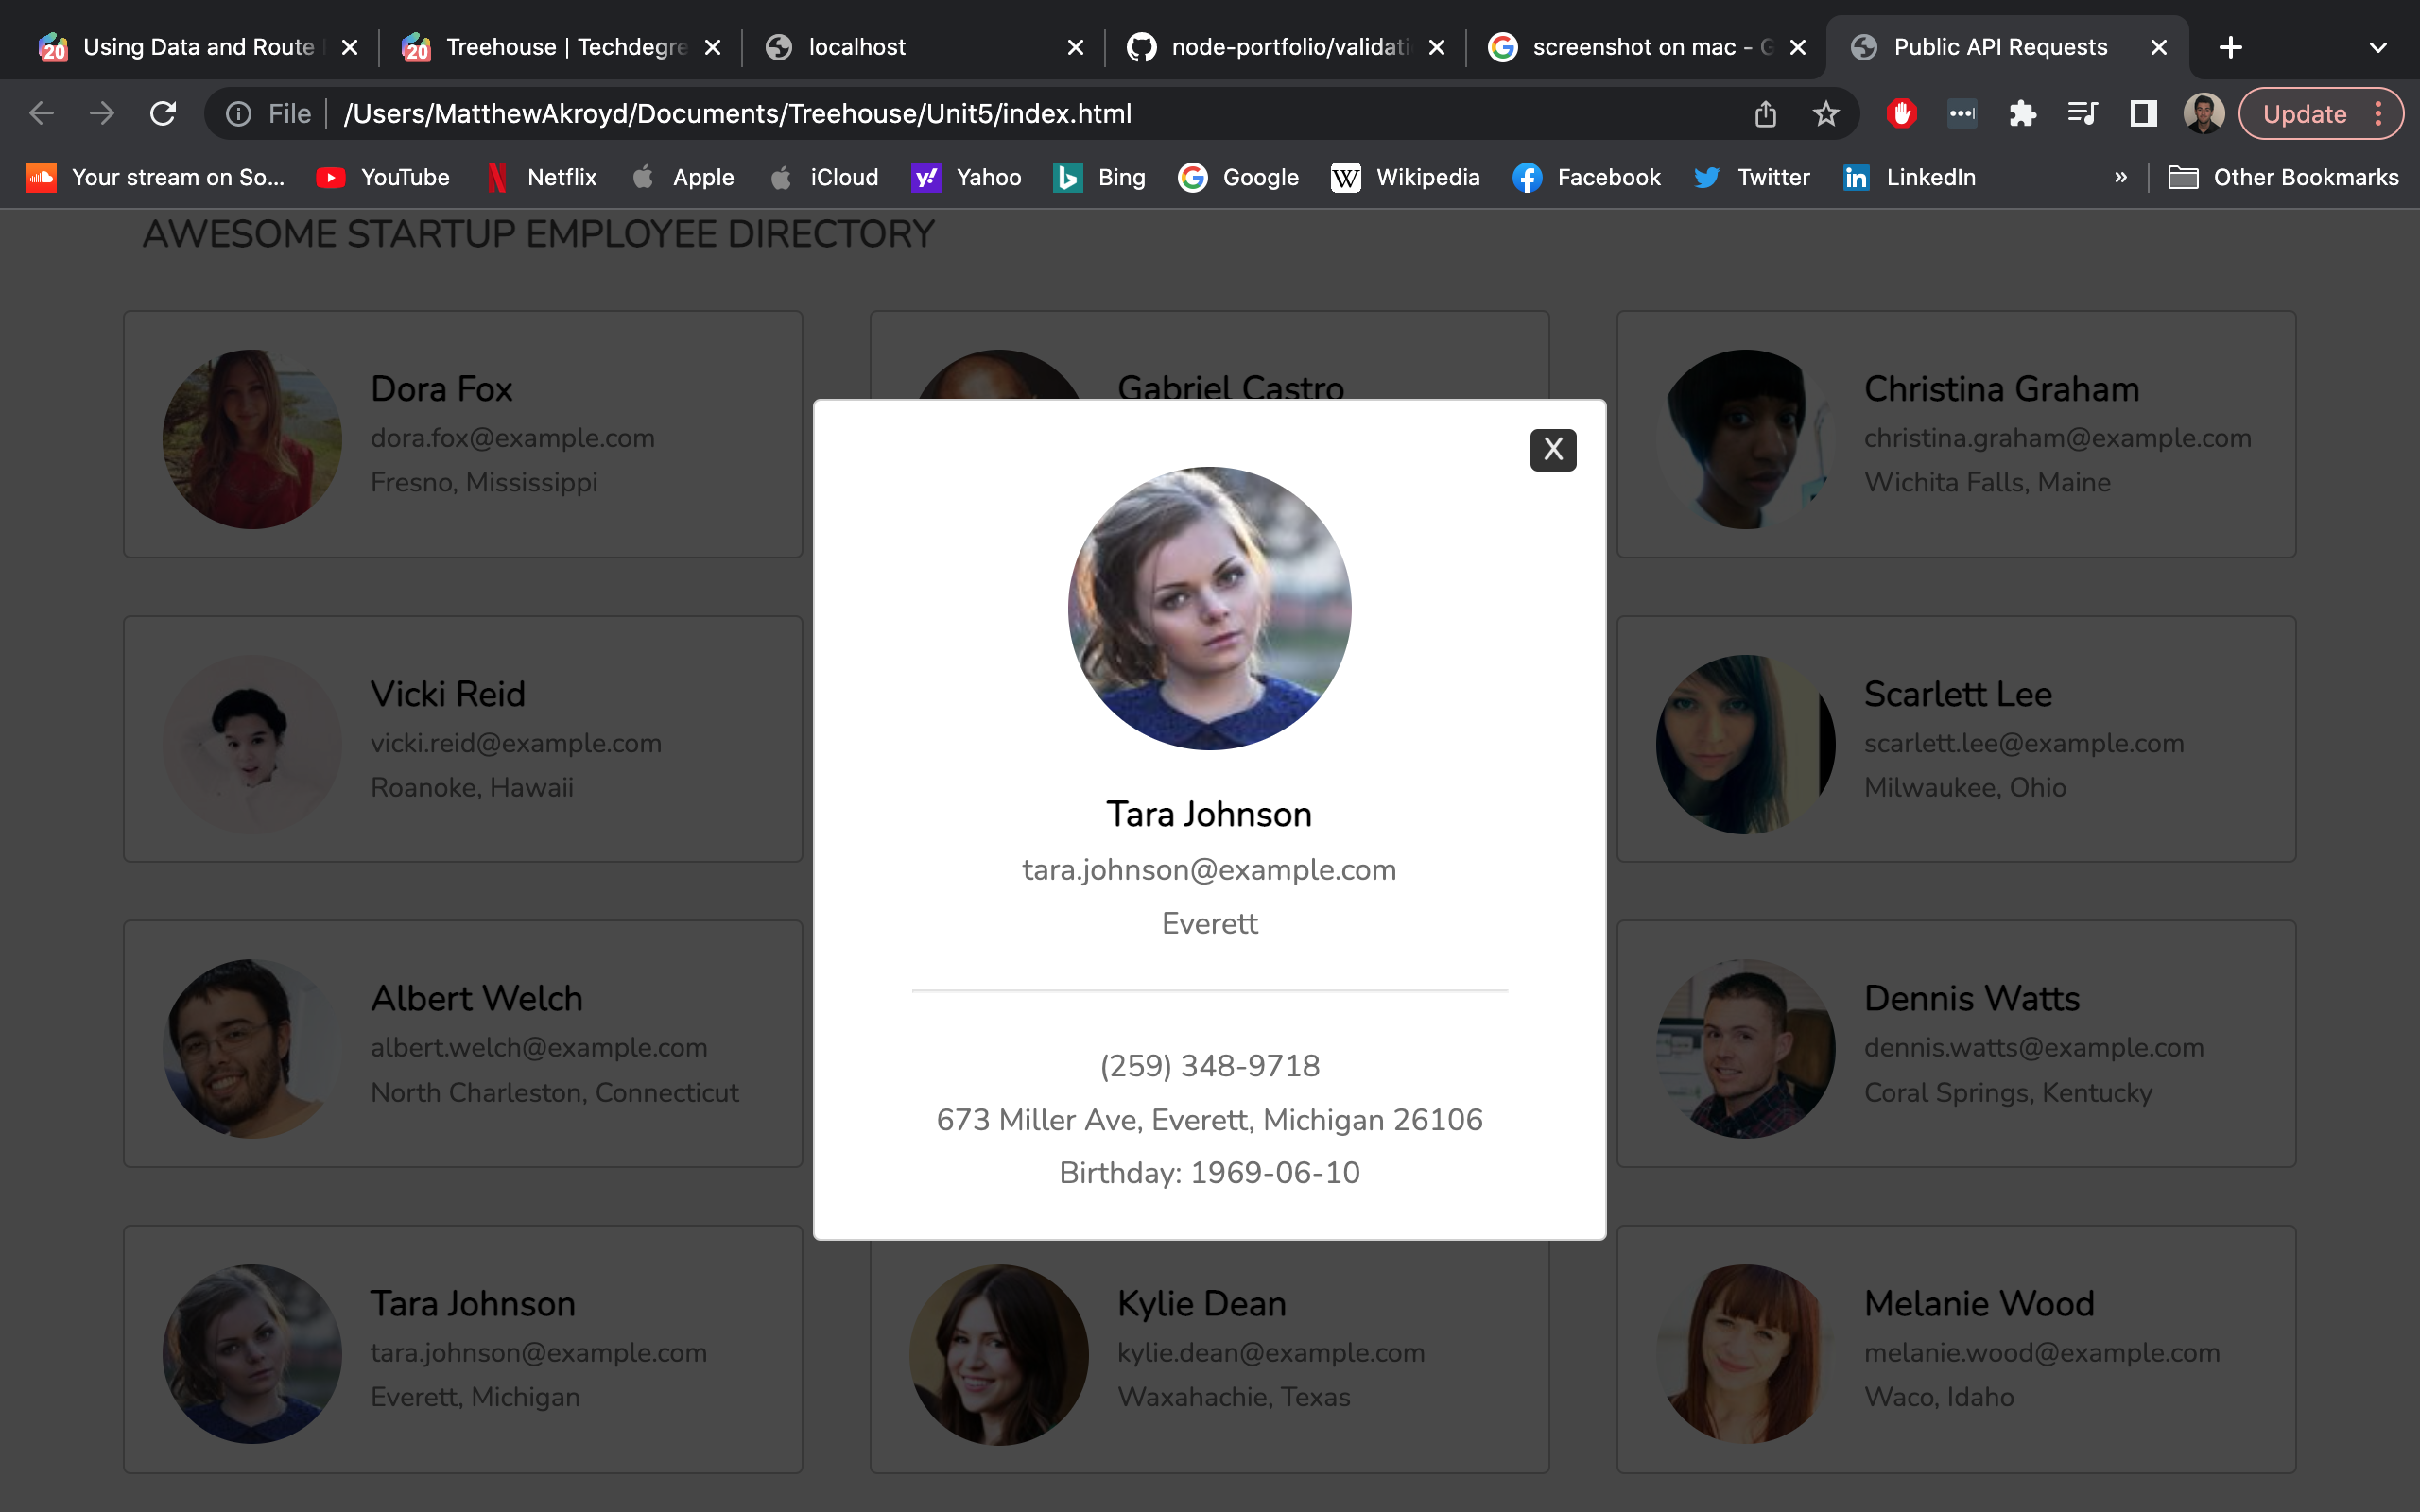 Using Data and Route
Treehouse | Techdegre
localhost
node-portfolio/validati
screenshot on mac - G
Public API Requests
File
/Users/MatthewAkroyd/Documents/Treehouse/Unit5/index.html
Update
Your stream on So...
YouTube
Netflix
Apple
iCloud
Yahoo
Bing
Google
Wikipedia
Facebook
Twitter
LinkedIn
»
Other Bookmarks
AWESOME STARTUP EMPLOYEE DIRECTORY
Dora Fox
dora.fox@example.com
Fresno, Mississippi
Gabriel Castro
Christina Graham
christina.graham@example.com
Wichita Falls, Maine
Vicki Reid
vicki.reid@example.com
Roanoke, Hawaii
Scarlett Lee
scarlett.lee@example.com
Milwaukee, Ohio
Albert Welch
albert.welch@example.com
North Charleston, Connecticut
Dennis Watts
dennis.watts@example.com
Coral Springs, Kentucky
Tara Johnson
tara.johnson@example.com
Everett, Michigan
Kylie Dean
kylie.dean@example.com
Waxahachie, Texas
Melanie Wood
melanie.wood@example.com
Waco, Idaho
X
Tara Johnson
tara.johnson@example.com
Everett
(259) 348-9718
673 Miller Ave, Everett, Michigan 26106
Birthday: 1969-06-10